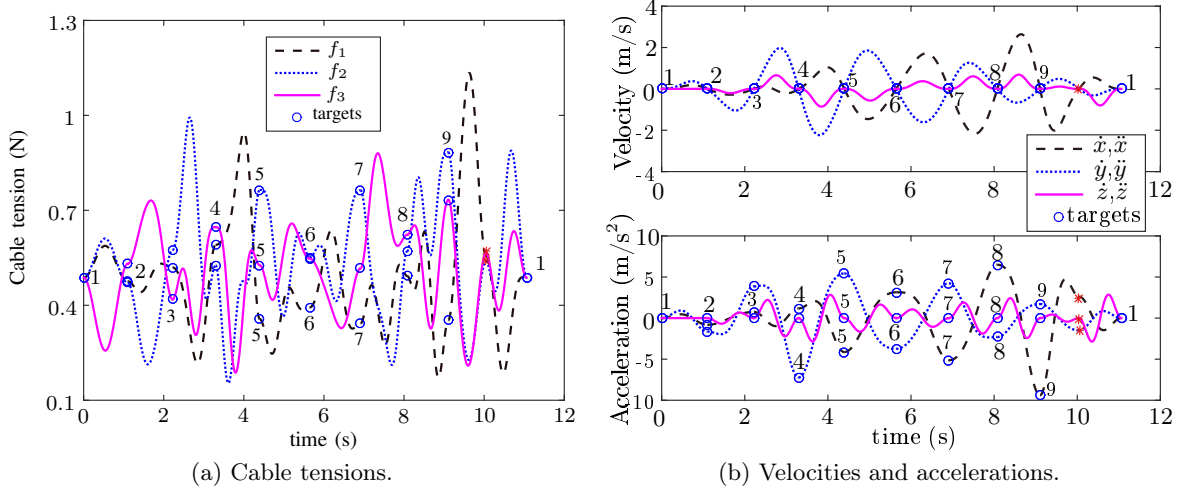 1.3
1
0.7
0.4
0.1
Cable tension (N)
f1
f2
f3
targets
1
2
3
4
5
5
5
6
6
7
7
8
9
1
0 2 4 6 8 10 12
time (s)
(a) Cable tensions.
4
2
0
-2
-4
Velocity (m/s)
1 2 3 4 5 6 7 8 9 1
0 2 4 6 8 10 12
ẋ,ẍ
ẏ,ÿ
ż,z̈
targets
10
5
0
-5
10
Acceleration (m/s²)
1
2
3
4
4
5
5
5
6
6
7
7
7
8
8
8
9
9
1
0 2 4 6 8 10 12
time (s)
(b) Velocities and accelerations.